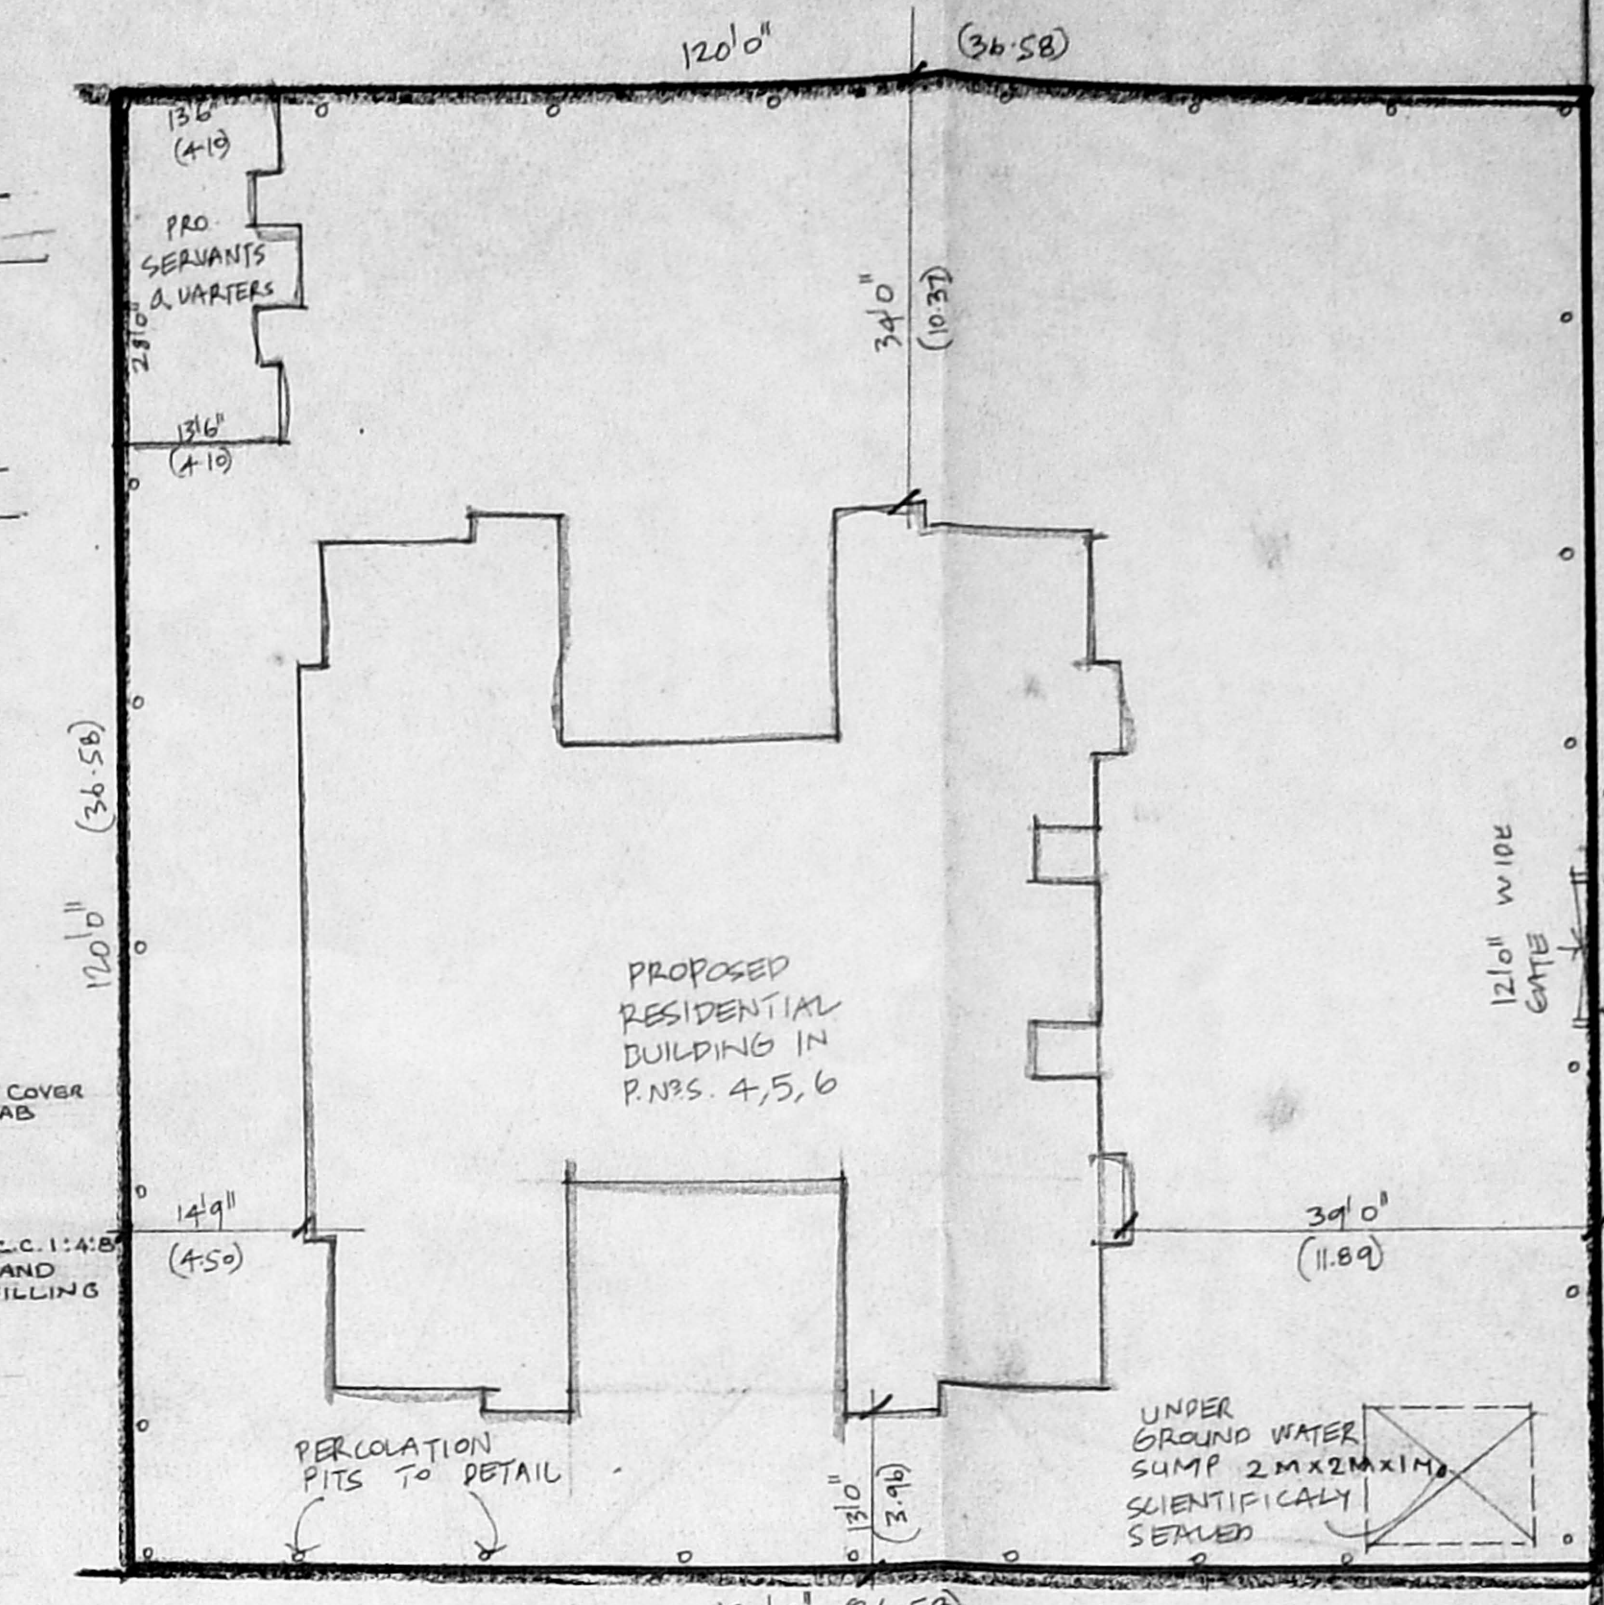 120'0" (36.58)
13'6"
(4.10)
PRO.
SERVANTS
QUARTERS
28'0"
13'6"
(4.10)
34'0"
(10.37)
120'0" (36.58)
12'0" WIDE
GATE
PROPOSED
RESIDENTIAL
BUILDING IN
P.NOS. 4,5,6
COVER
AB
C.C. 1:4:8
AND
ILLING
14'9"
(4.50)
39'0"
(11.89)
PERCOLATION
PITS TO DETAIL
13'0"
(3.96)
UNDER
GROUND WATER
SUMP 2M×2M×1M
SCIENTIFICALY
SEALED